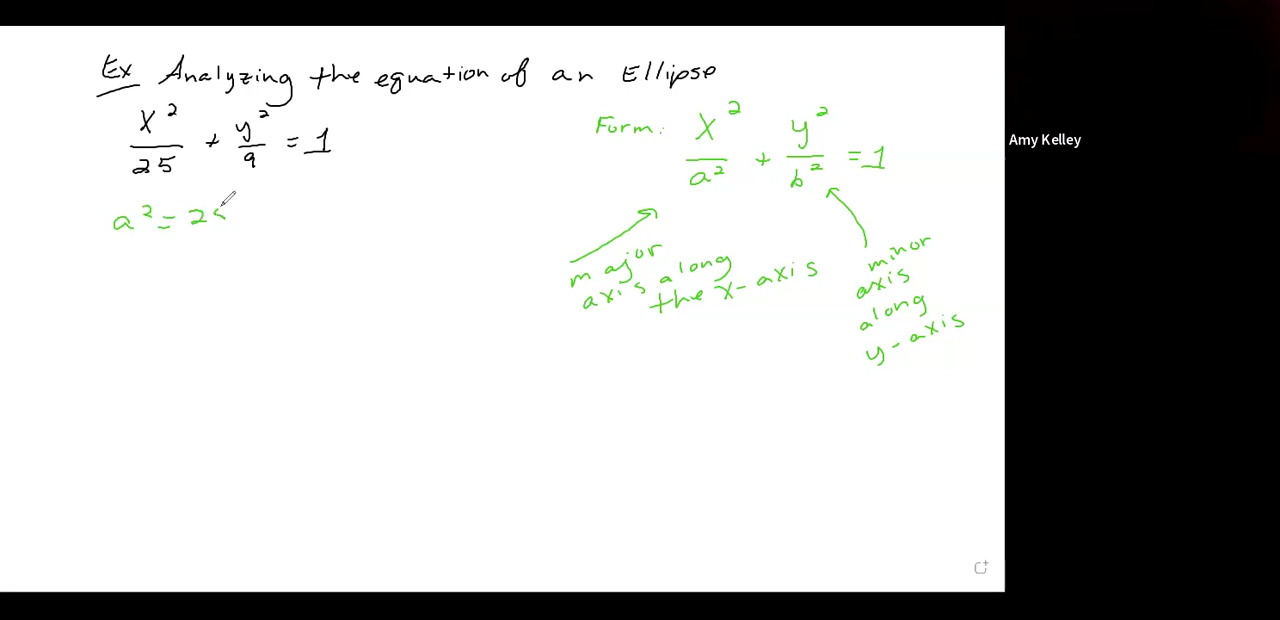 Ex Analyzing the equation of an Ellipse
x²/25 + y²/9 = 1
Form: x²/a² + y²/b² = 1
Amy Kelley
a² = 2
major
axis along
the x-axis
minor
axis
along
y-axis